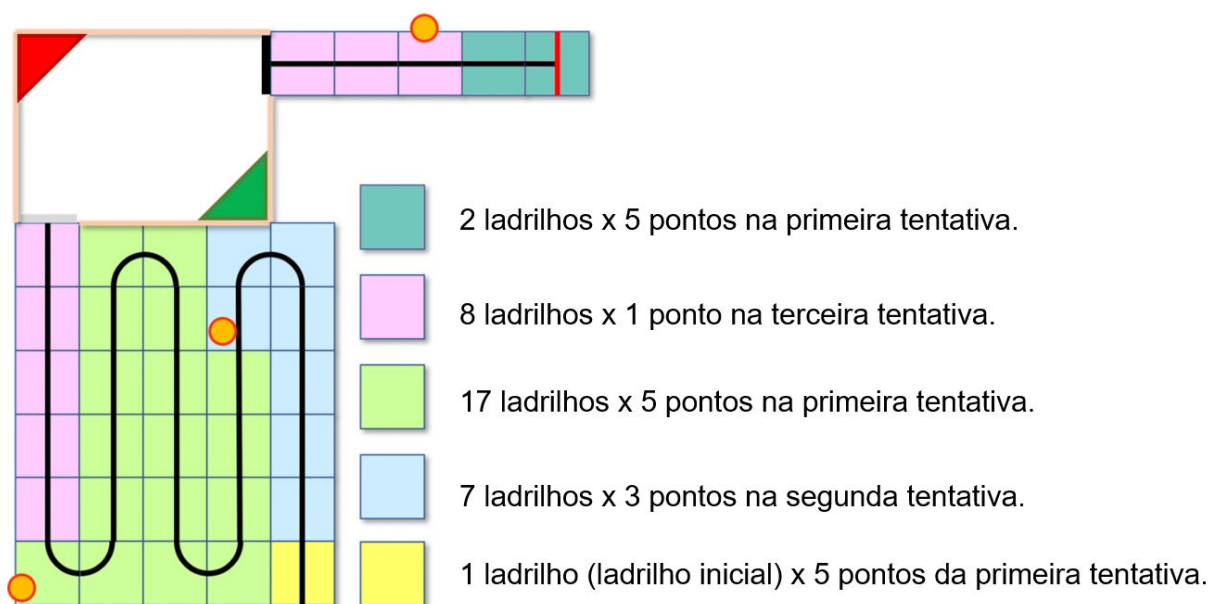 2 ladrilhos x 5 pontos na primeira tentativa.
8 ladrilhos x 1 ponto na terceira tentativa.
17 ladrilhos x 5 pontos na primeira tentativa.
7 ladrilhos x 3 pontos na segunda tentativa.
1 ladrilho (ladrilho inicial) x 5 pontos da primeira tentativa.